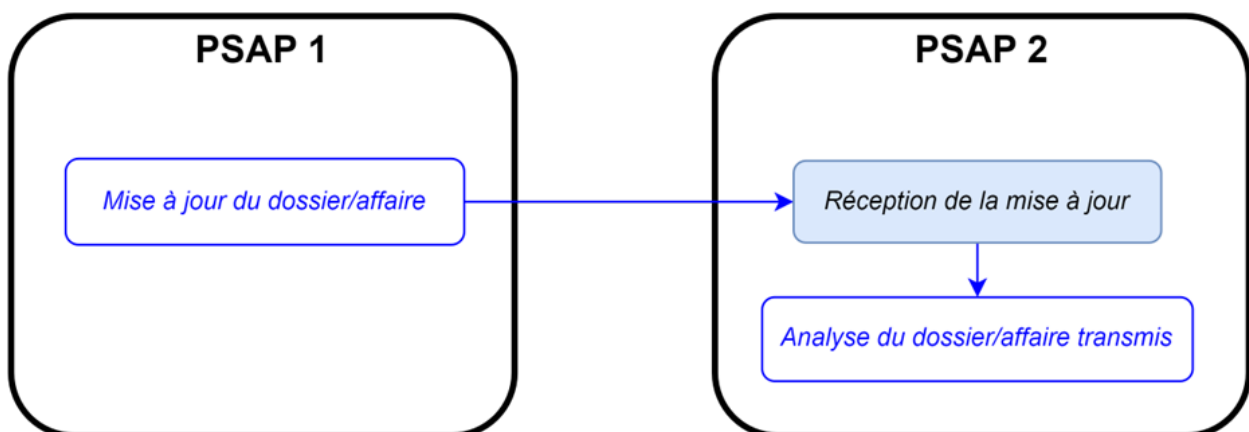 PSAP 1
PSAP 2
Mise à jour du dossier/affaire
Réception de la mise à jour
Analyse du dossier/affaire transmis